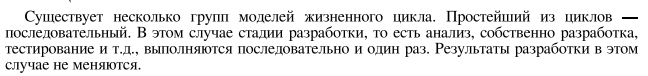 Существует несколько групп моделей жизненного цикла. Простейший из циклов —
последовательный. В этом случае стадии разработки, то есть анализ, собственно разработка,
тестирование и т.д., выполняются последовательно и один раз. Результаты разработки в этом
случае не меняются.